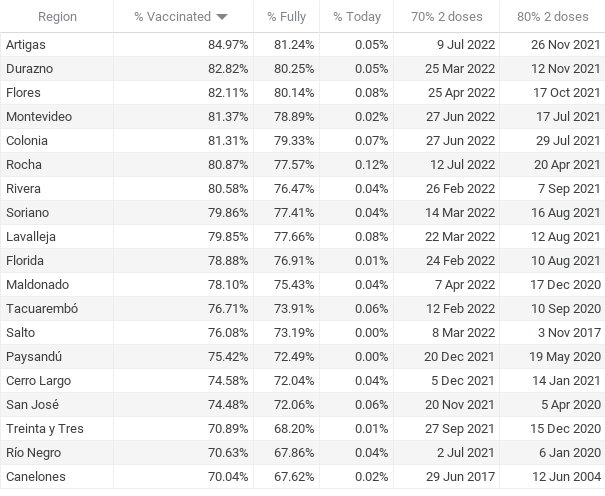 Region % Vaccinated % Fully % Today 70% 2 doses 80% 2 doses
Artigas 84.97% 81.24% 0.05% 9 Jul 2022 26 Nov 2021
Durazno 82.82% 80.25% 0.05% 25 Mar 2022 12 Nov 2021
Flores 82.11% 80.14% 0.08% 25 Apr 2022 17 Oct 2021
Montevideo 81.37% 78.89% 0.02% 27 Jun 2022 17 Jul 2021
Colonia 81.31% 79.33% 0.07% 27 Jun 2022 29 Jul 2021
Rocha 80.87% 77.57% 0.12% 12 Jul 2022 20 Apr 2021
Rivera 80.58% 76.47% 0.04% 26 Feb 2022 7 Sep 2021
Soriano 79.86% 77.41% 0.04% 14 Mar 2022 16 Aug 2021
Lavalleja 79.85% 77.66% 0.08% 22 Mar 2022 12 Aug 2021
Florida 78.88% 76.91% 0.01% 24 Feb 2022 10 Aug 2021
Maldonado 78.10% 75.43% 0.04% 7 Apr 2022 17 Dec 2020
Tacuarembó 76.71% 73.91% 0.06% 12 Feb 2022 10 Sep 2020
Salto 76.08% 73.19% 0.00% 8 Mar 2022 3 Nov 2017
Paysandú 75.42% 72.49% 0.00% 20 Dec 2021 19 May 2020
Cerro Largo 74.58% 72.04% 0.04% 5 Dec 2021 14 Jan 2021
San José 74.48% 72.06% 0.06% 20 Nov 2021 5 Apr 2020
Treinta y Tres 70.89% 68.20% 0.01% 27 Sep 2021 15 Dec 2020
Río Negro 70.63% 67.86% 0.04% 2 Jul 2021 6 Jan 2020
Canelones 70.04% 67.62% 0.02% 29 Jun 2017 12 Jun 2004